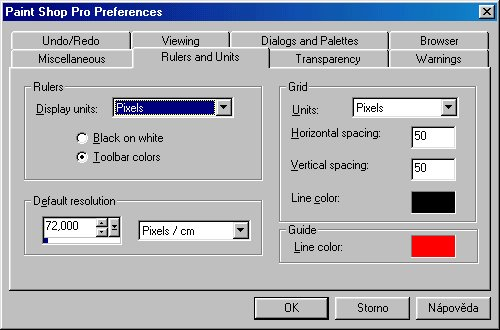 Paint Shop Pro Preferences
Undo/Redo Viewing Dialogs and Palettes Browser
Miscellaneous Rulers and Units Transparency Warnings
Rulers
Display units: Pixels
Black on white
Toolbar colors
Default resolution
72,000 Pixels / cm
Grid
Units: Pixels
Horizontal spacing: 50
Vertical spacing: 50
Line color:
Guide
Line color:
OK Storno Nápověda